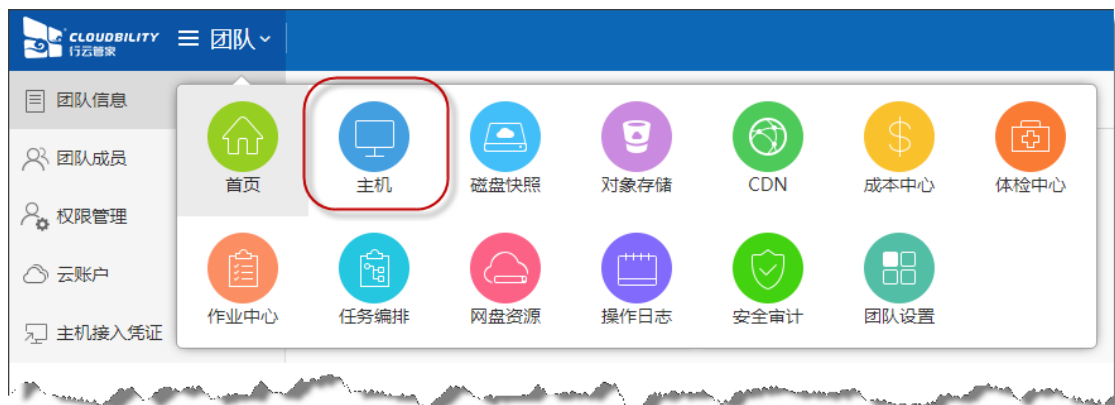 CLOUDBILITY
行云管家
团队
团队信息
团队成员
权限管理
云账户
主机接入凭证
首页 主机 磁盘快照 对象存储 CDN 成本中心 体检中心
作业中心 任务编排 网盘资源 操作日志 安全审计 团队设置